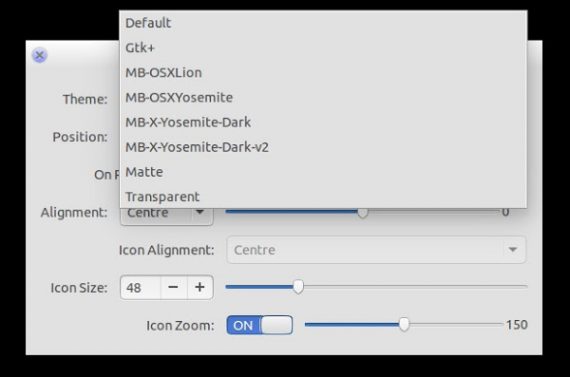 Default
Gtk+
MB-OSXLion
MB-OSXYosemite
Theme:
MB-X-Yosemite-Dark
Position:
MB-X-Yosemite-Dark-v2
On
Matte
Transparent
Alignment: Centre 0
Icon Alignment: Centre
Icon Size: 48 − +
Icon Zoom: ON 150